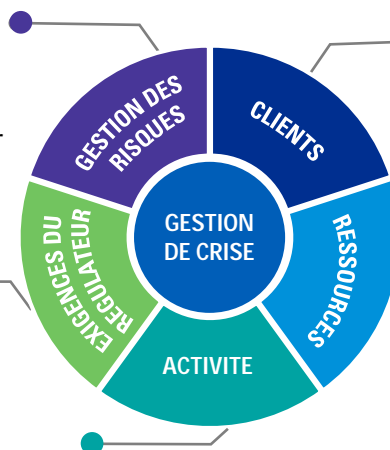 GESTION DES
RISQUES
CLIENTS
EXIGENCES DU
REGULATEUR
GESTION
DE CRISE
RESSOURCES
ACTIVITE